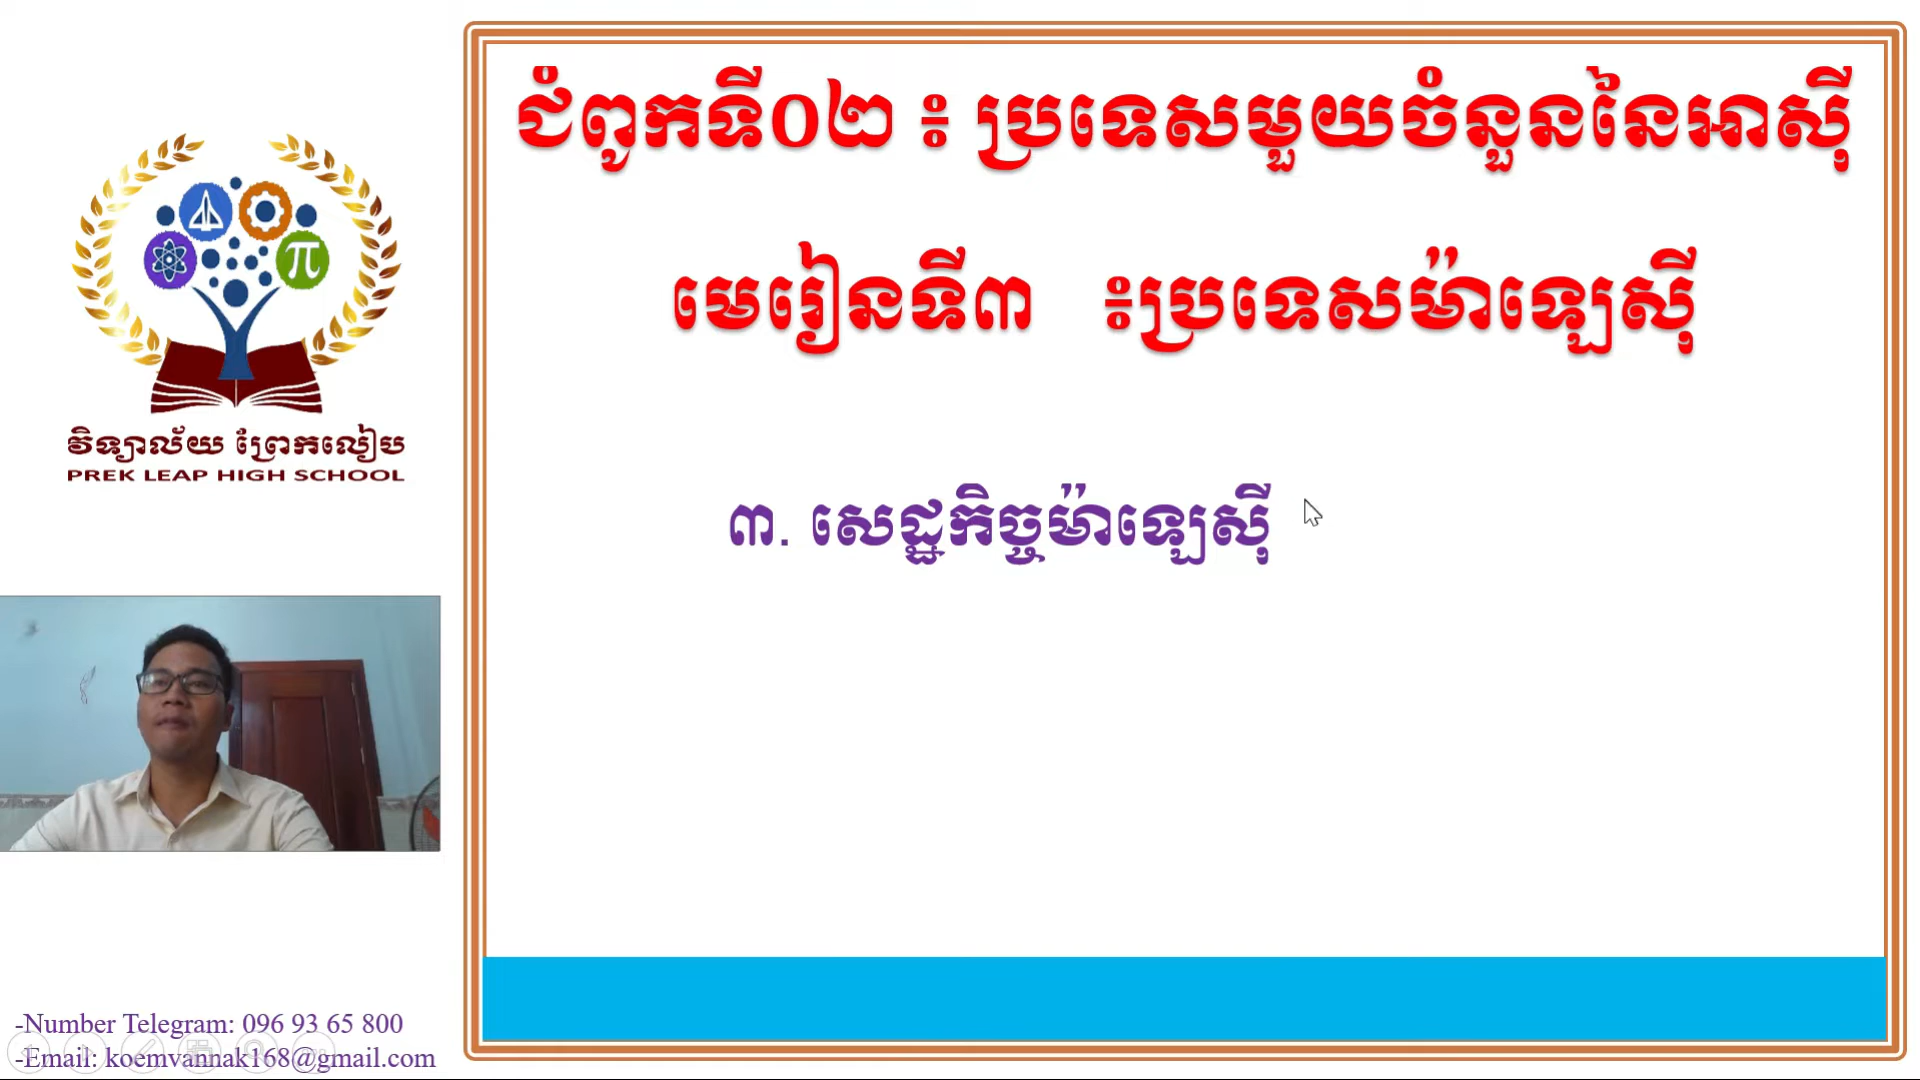 ជំពូកទី០២ ៖ ប្រទេសមួយចំនួននៃអាស៊ី
មេរៀនទី៣ ៖ប្រទេសម៉ាឡេស៊ី
៣. សេដ្ឋកិច្ចម៉ាឡេស៊ី
វិទ្យាល័យ ព្រែកលៀប
PREK LEAP HIGH SCHOOL
-Number Telegram: 096 93 65 800
-Email: koemvannak168@gmail.com